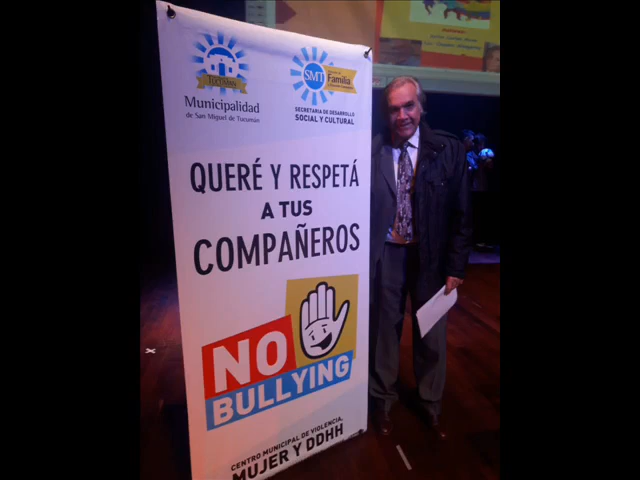 Municipalidad
de San Miguel de Tucumán
SMT
Familia
SECRETARIA DE DESARROLLO
SOCIAL Y CULTURAL
QUERÉ Y RESPETÁ
A TUS
COMPAÑEROS
NO
BULLYING
CENTRO MUNICIPAL DE VIOLENCIA,
MUJER Y DDHH